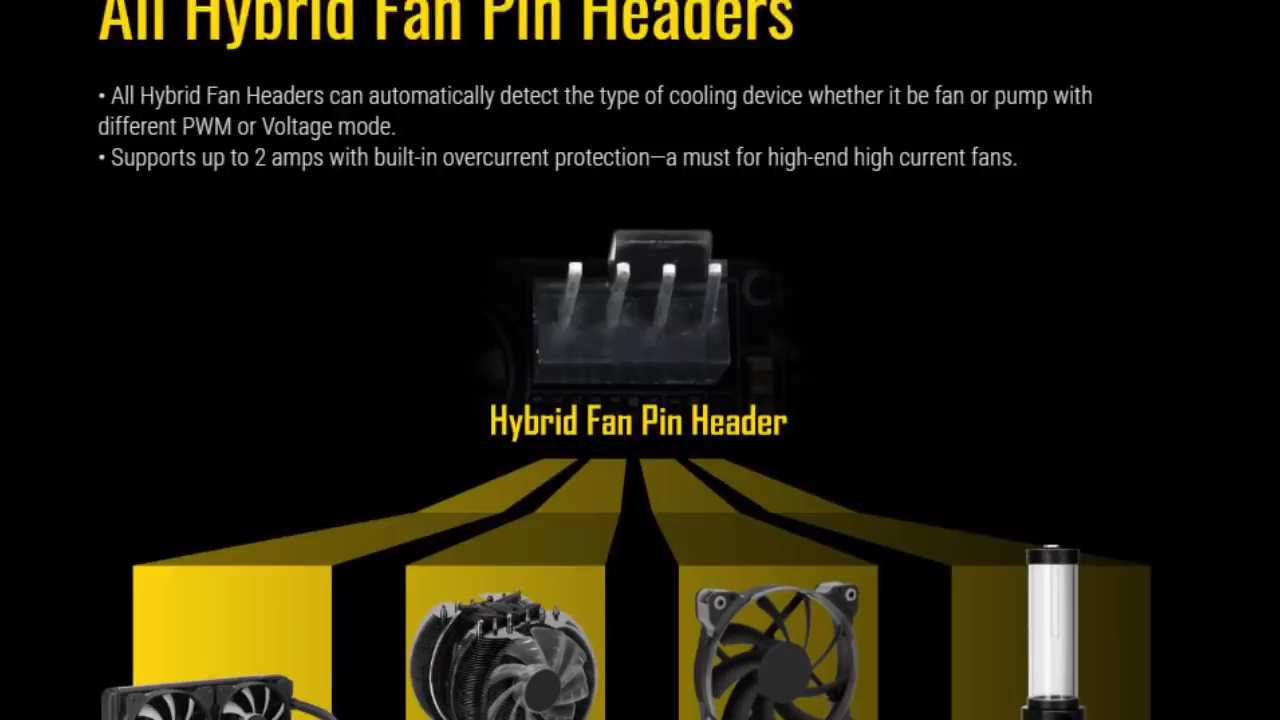 All Hybrid Fan Pin Headers
• All Hybrid Fan Headers can automatically detect the type of cooling device whether it be fan or pump with
different PWM or Voltage mode.
• Supports up to 2 amps with built-in overcurrent protection—a must for high-end high current fans.
Hybrid Fan Pin Header